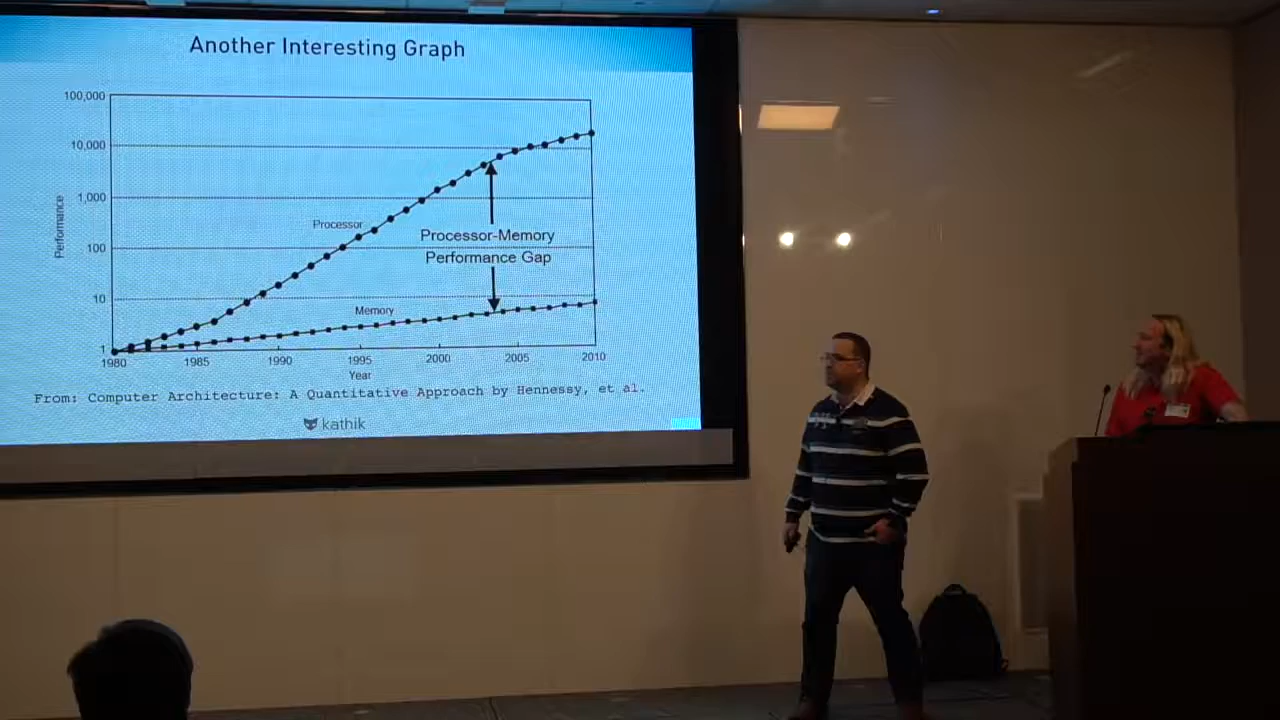 Another Interesting Graph
100,000
10,000
1,000
100
10
1
Performance
Processor
Processor-Memory
Performance Gap
Memory
1980 1985 1990 1995 2000 2005 2010
Year
From: Computer Architecture: A Quantitative Approach by Hennessy, et al.
kathik